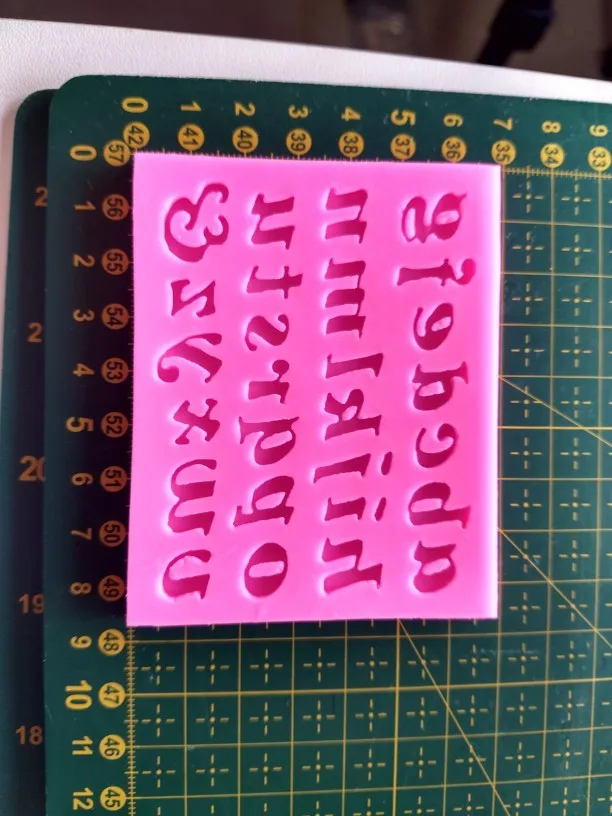 a b c d e f g
h i j k l m n
o p q r s t u
v w x y z &
0 1 2 3 4 5 6 7 8 9
42 41 40 39 38 37 36 35 34 33
0 1 2 3 4 5 6 7 8 9 10 11 12
57 56 55 54 53 52 51 50 49 48 47 46 45
20 19 18